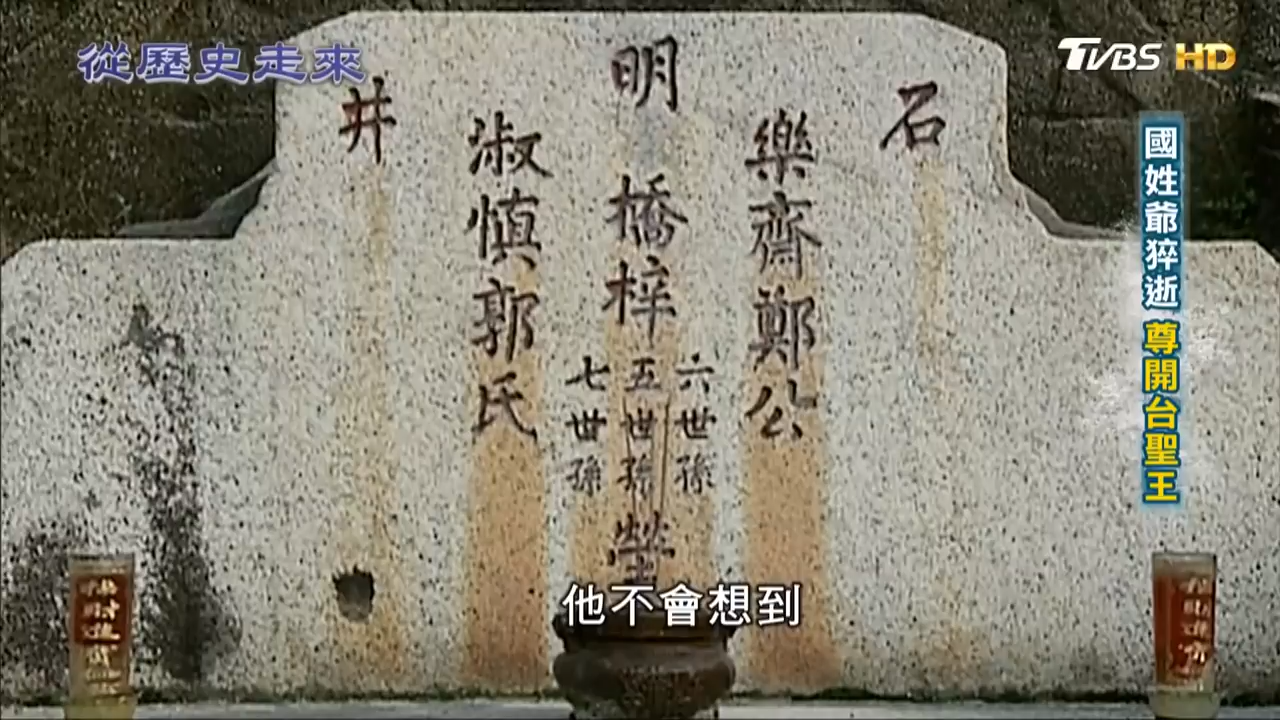 從歷史走來
TVBS HD
國姓爺猝逝 尊開台聖王
石
井
明
樂齋鄭公
橋梓
淑慎郭氏
六世孫
五世孫
七世孫
塋
他不會想到